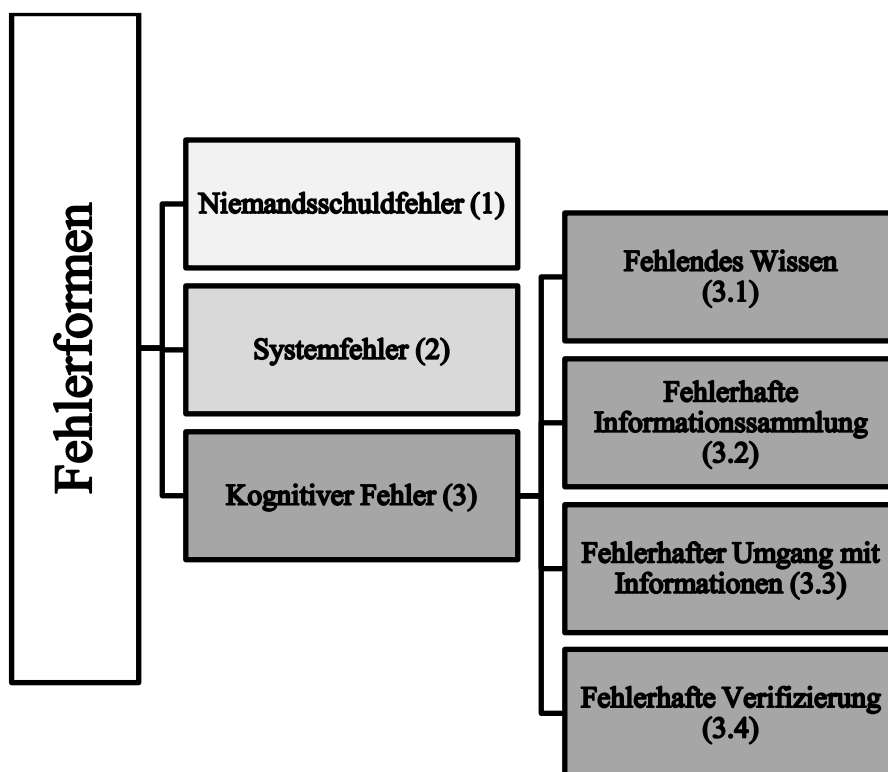 Fehlerformen
Niemandsschuldfehler (1)
Systemfehler (2)
Kognitiver Fehler (3)
Fehlendes Wissen
(3.1)
Fehlerhafte
Informationssammlung
(3.2)
Fehlerhafter Umgang mit
Informationen (3.3)
Fehlerhafte Verifizierung
(3.4)